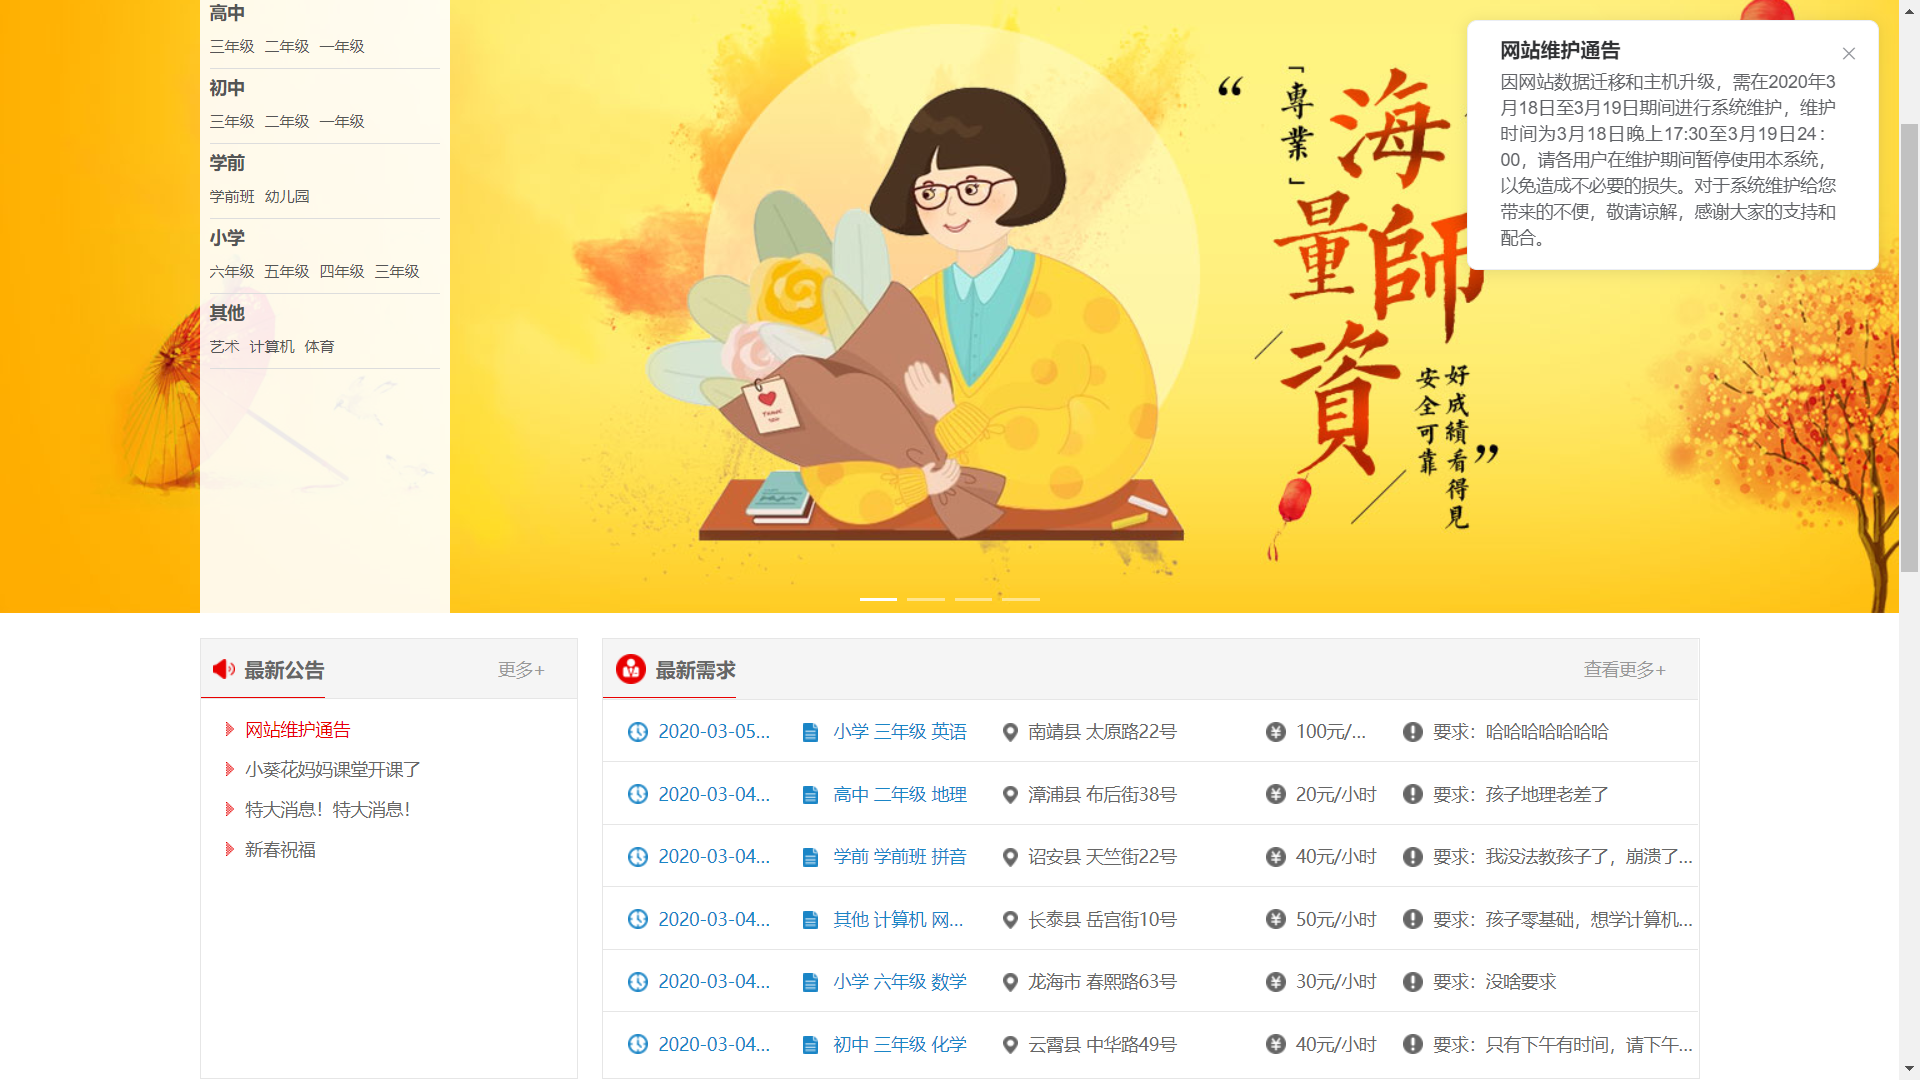 高中
三年级 二年级 一年级
初中
三年级 二年级 一年级
学前
学前班 幼儿园
小学
六年级 五年级 四年级 三年级
其他
艺术 计算机 体育
“
「專業」
海量師資
好成績看得見
安全可靠
”
网站维护通告
因网站数据迁移和主机升级，需在2020年3
月18日至3月19日期间进行系统维护，维护
时间为3月18日晚上17:30至3月19日24：
00，请各用户在维护期间暂停使用本系统，
以免造成不必要的损失。对于系统维护给您
带来的不便，敬请谅解，感谢大家的支持和
配合。
最新公告 更多+
网站维护通告
小葵花妈妈课堂开课了
特大消息！特大消息！
新春祝福
最新需求 查看更多+
2020-03-05... 小学 三年级 英语 南靖县 太原路22号 100元/... 要求：哈哈哈哈哈哈哈
2020-03-04... 高中 二年级 地理 漳浦县 布后街38号 20元/小时 要求：孩子地理老差了
2020-03-04... 学前 学前班 拼音 诏安县 天竺街22号 40元/小时 要求：我没法教孩子了，崩溃了...
2020-03-04... 其他 计算机 网... 长泰县 岳宫街10号 50元/小时 要求：孩子零基础，想学计算机...
2020-03-04... 小学 六年级 数学 龙海市 春熙路63号 30元/小时 要求：没啥要求
2020-03-04... 初中 三年级 化学 云霄县 中华路49号 40元/小时 要求：只有下午有时间，请下午...